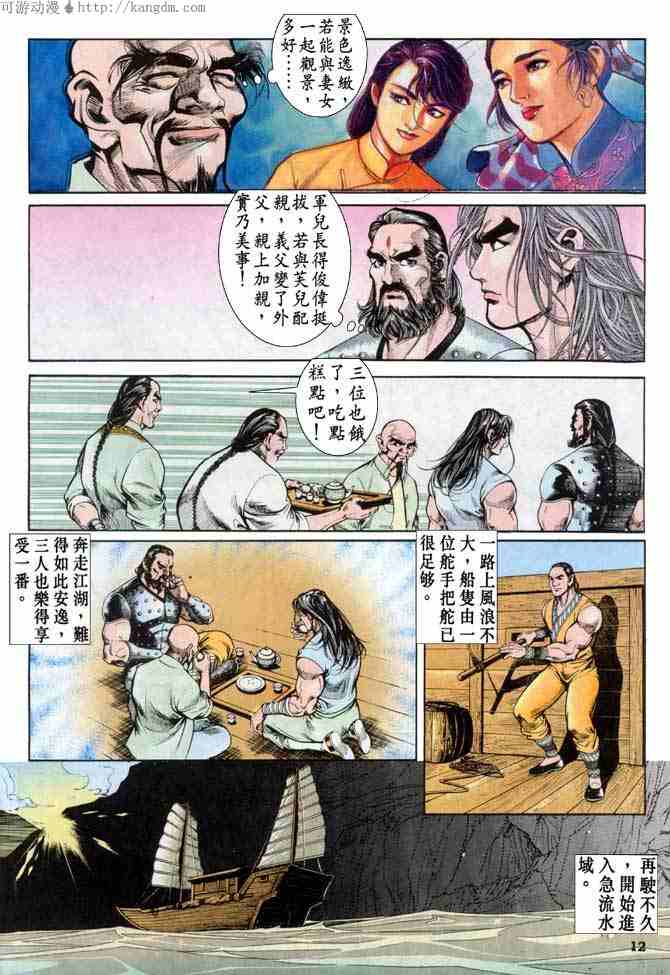 可游动漫 http://kangdm.com/
景色逸緻，
若能與妻女
一起觀景，
多好……
軍兒長得俊偉挺
拔，若與芙兒配
親，義父變了外
父，親上加親，
實乃美事！
三位也餓
了，吃點
糕點吧！
奔走江湖，難
得如此安逸，
三人也樂得享
受一番。
一路上風浪不
大，船隻由一
位舵手把舵已
很足够。
再駛不久
，開始進
入急流水
域。
12